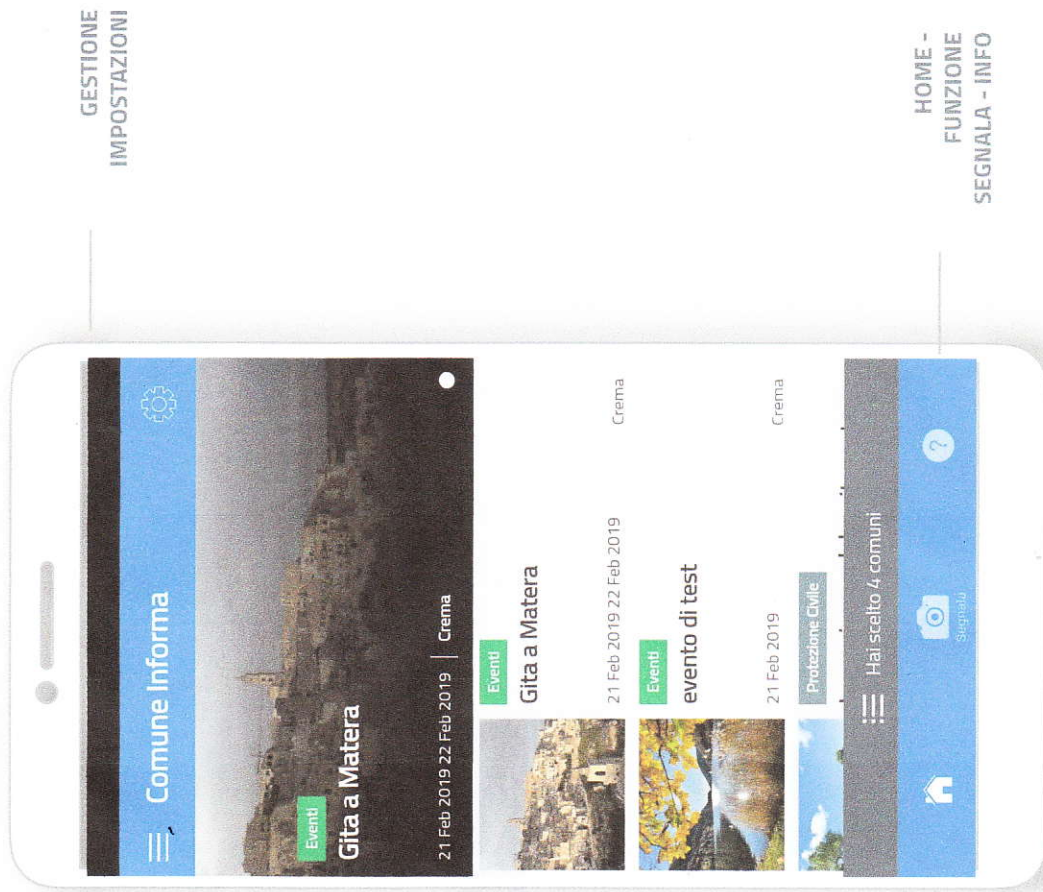 GESTIONE
IMPOSTAZIONI
Comune Informa
Eventi
Gita a Matera
21 Feb 2019 22 Feb 2019 | Crema
Eventi
Gita a Matera
21 Feb 2019 22 Feb 2019 Crema
Eventi
evento di test
21 Feb 2019 Crema
Protezione Civile
Hai scelto 4 comuni
?
Segnala
HOME -
FUNZIONE
SEGNALA - INFO